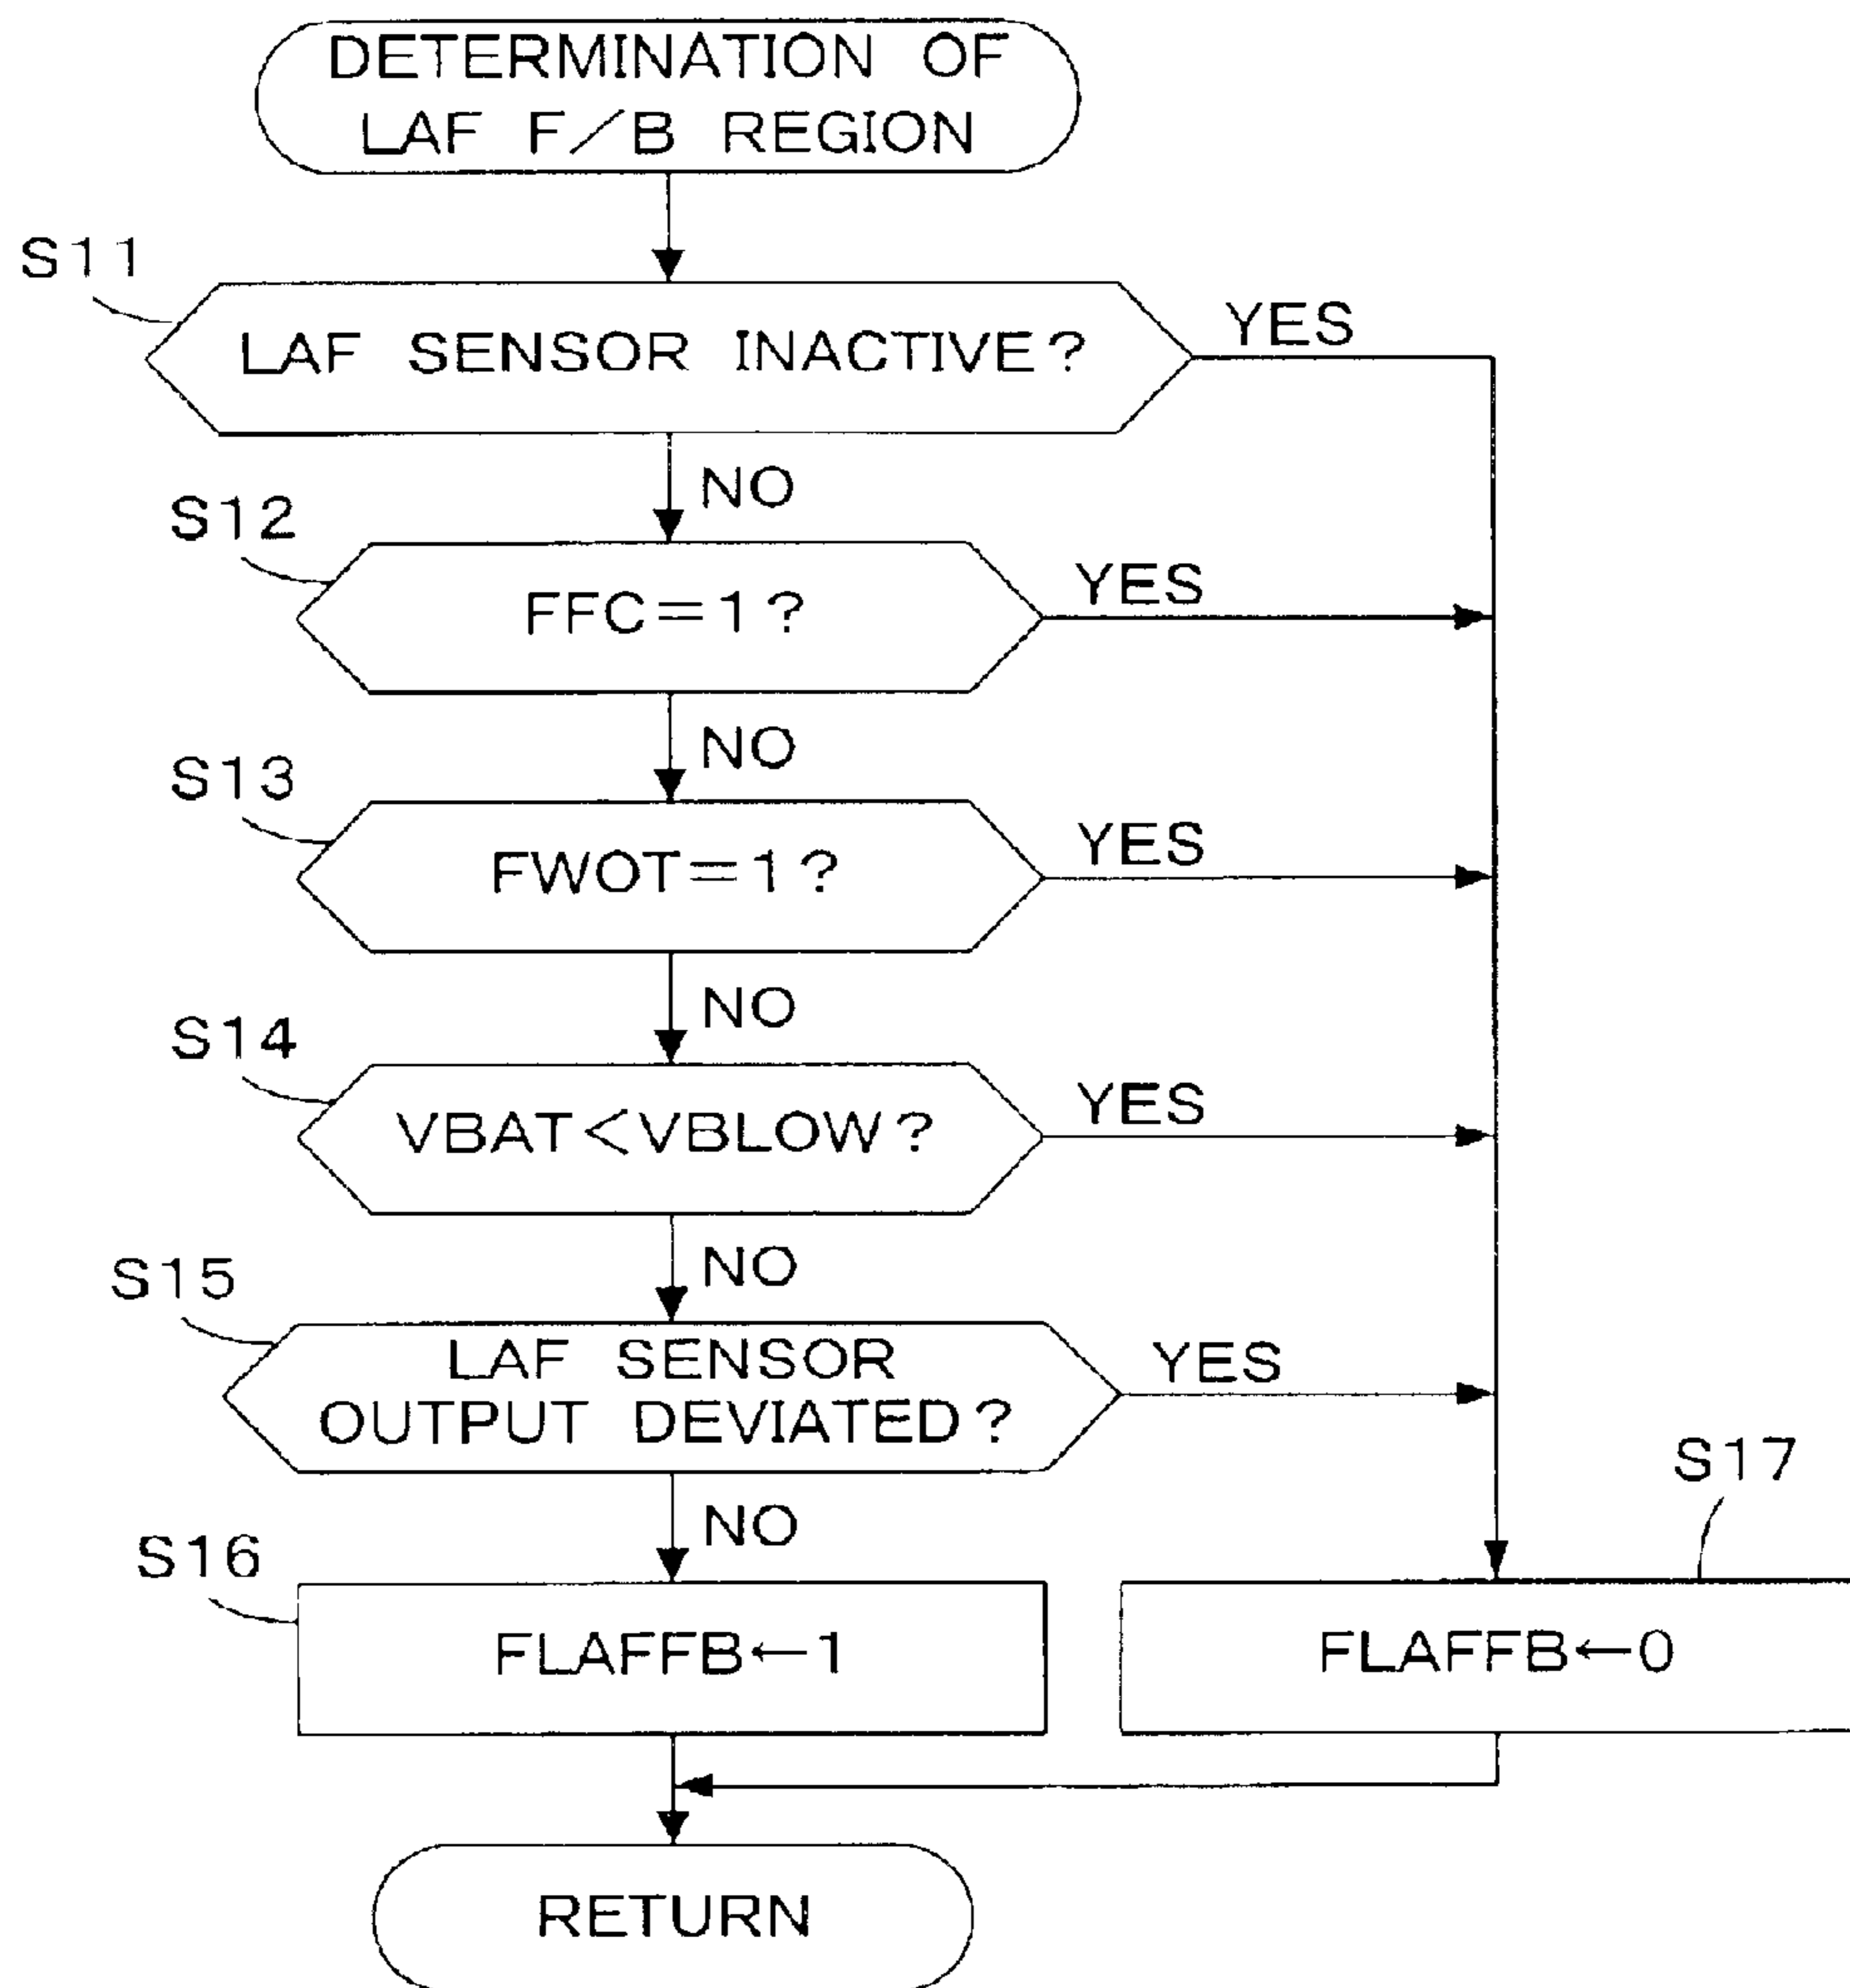 DETERMINATION OF
LAF F/B REGION
S11
LAF SENSOR INACTIVE?
YES
NO
S12
FFC=1?
YES
NO
S13
FWOT=1?
YES
NO
S14
VBAT<VBLOW?
YES
NO
S15
LAF SENSOR
OUTPUT DEVIATED?
YES
NO
S16
FLAFFB←1
S17
FLAFFB←0
RETURN